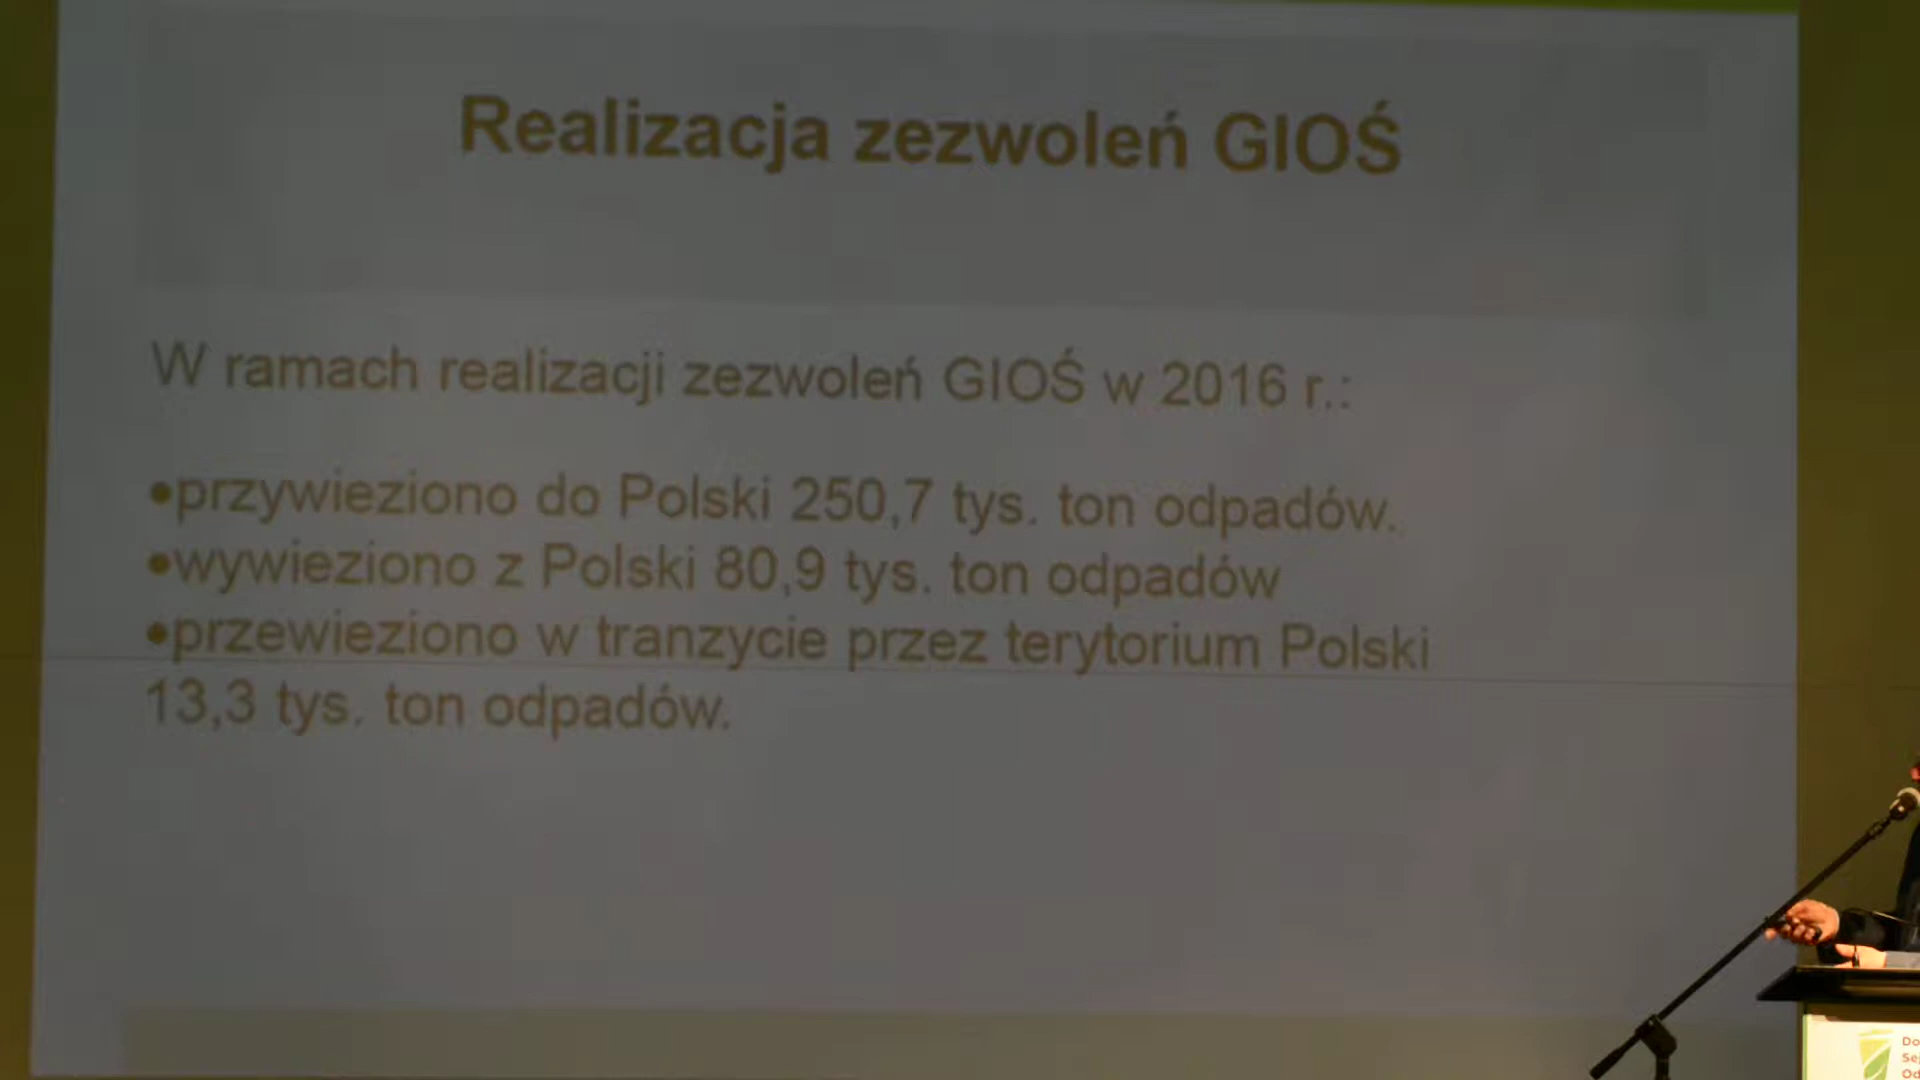 Realizacja zezwoleń GIOŚ
W ramach realizacji zezwoleń GIOŚ w 2016 r.:
•przywieziono do Polski 250,7 tys. ton odpadów.
•wywieziono z Polski 80,9 tys. ton odpadów
•przewieziono w tranzycie przez terytorium Polski
13,3 tys. ton odpadów.